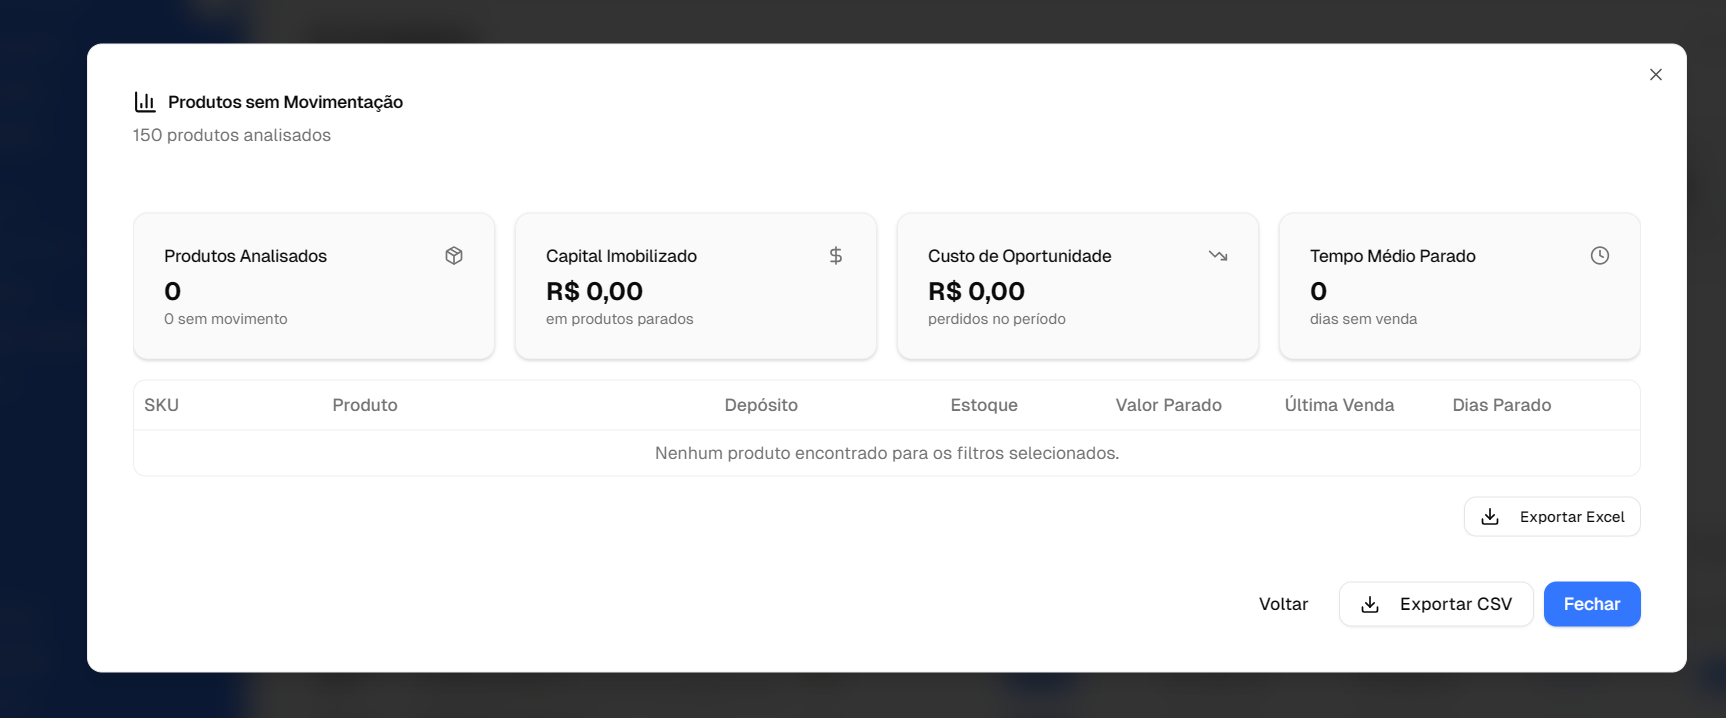 Produtos sem Movimentação
150 produtos analisados
Produtos Analisados
0
0 sem movimento
Capital Imobilizado
R$ 0,00
em produtos parados
Custo de Oportunidade
R$ 0,00
perdidos no período
Tempo Médio Parado
0
dias sem venda
SKU Produto Depósito Estoque Valor Parado Última Venda Dias Parado
Nenhum produto encontrado para os filtros selecionados.
Exportar Excel
Voltar Exportar CSV Fechar